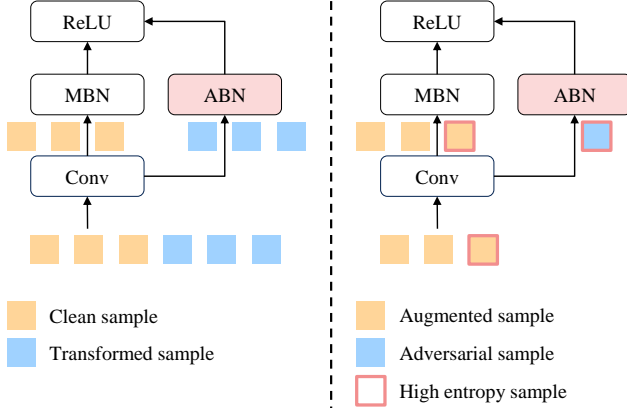 ReLU
MBN
ABN
Conv
Clean sample
Transformed sample
ReLU
MBN
ABN
Conv
Augmented sample
Adversarial sample
High entropy sample